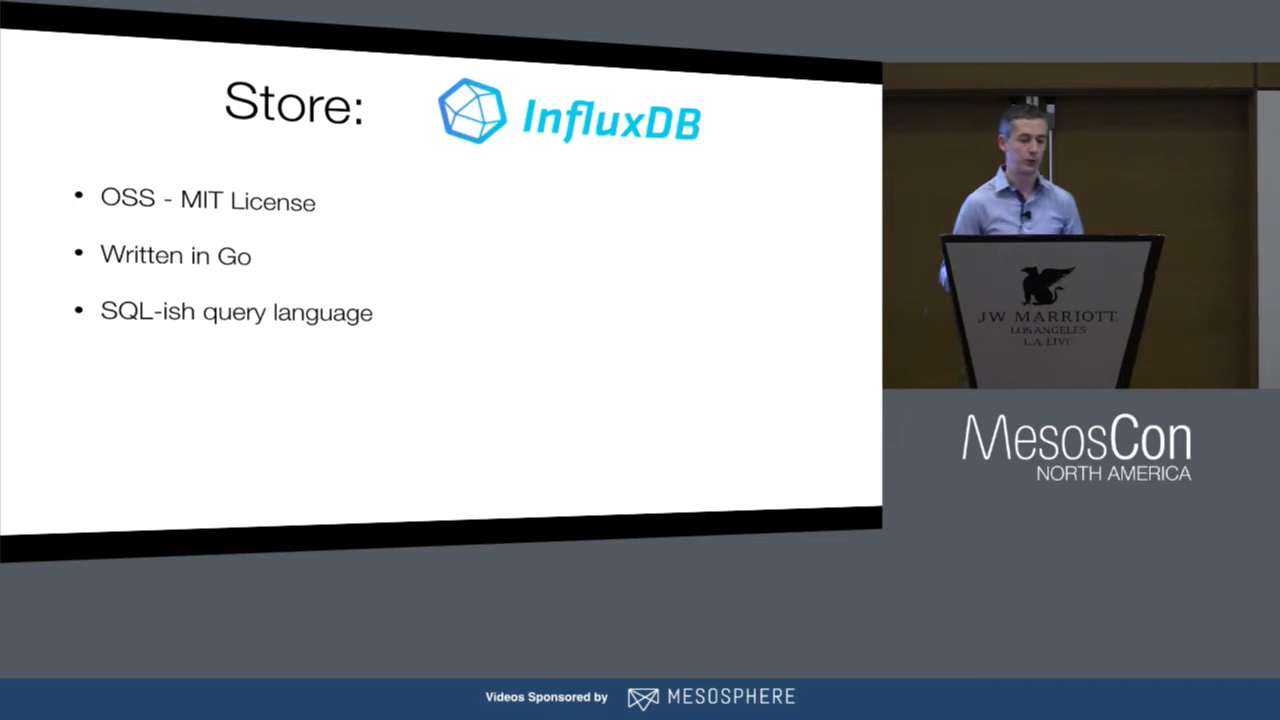 Store:
InfluxDB
• OSS - MIT License
• Written in Go
• SQL-ish query language
JW MARRIOTT
LOS ANGELES
L.A. LIVE
MesosCon
NORTH AMERICA
Videos Sponsored by MESOSPHERE